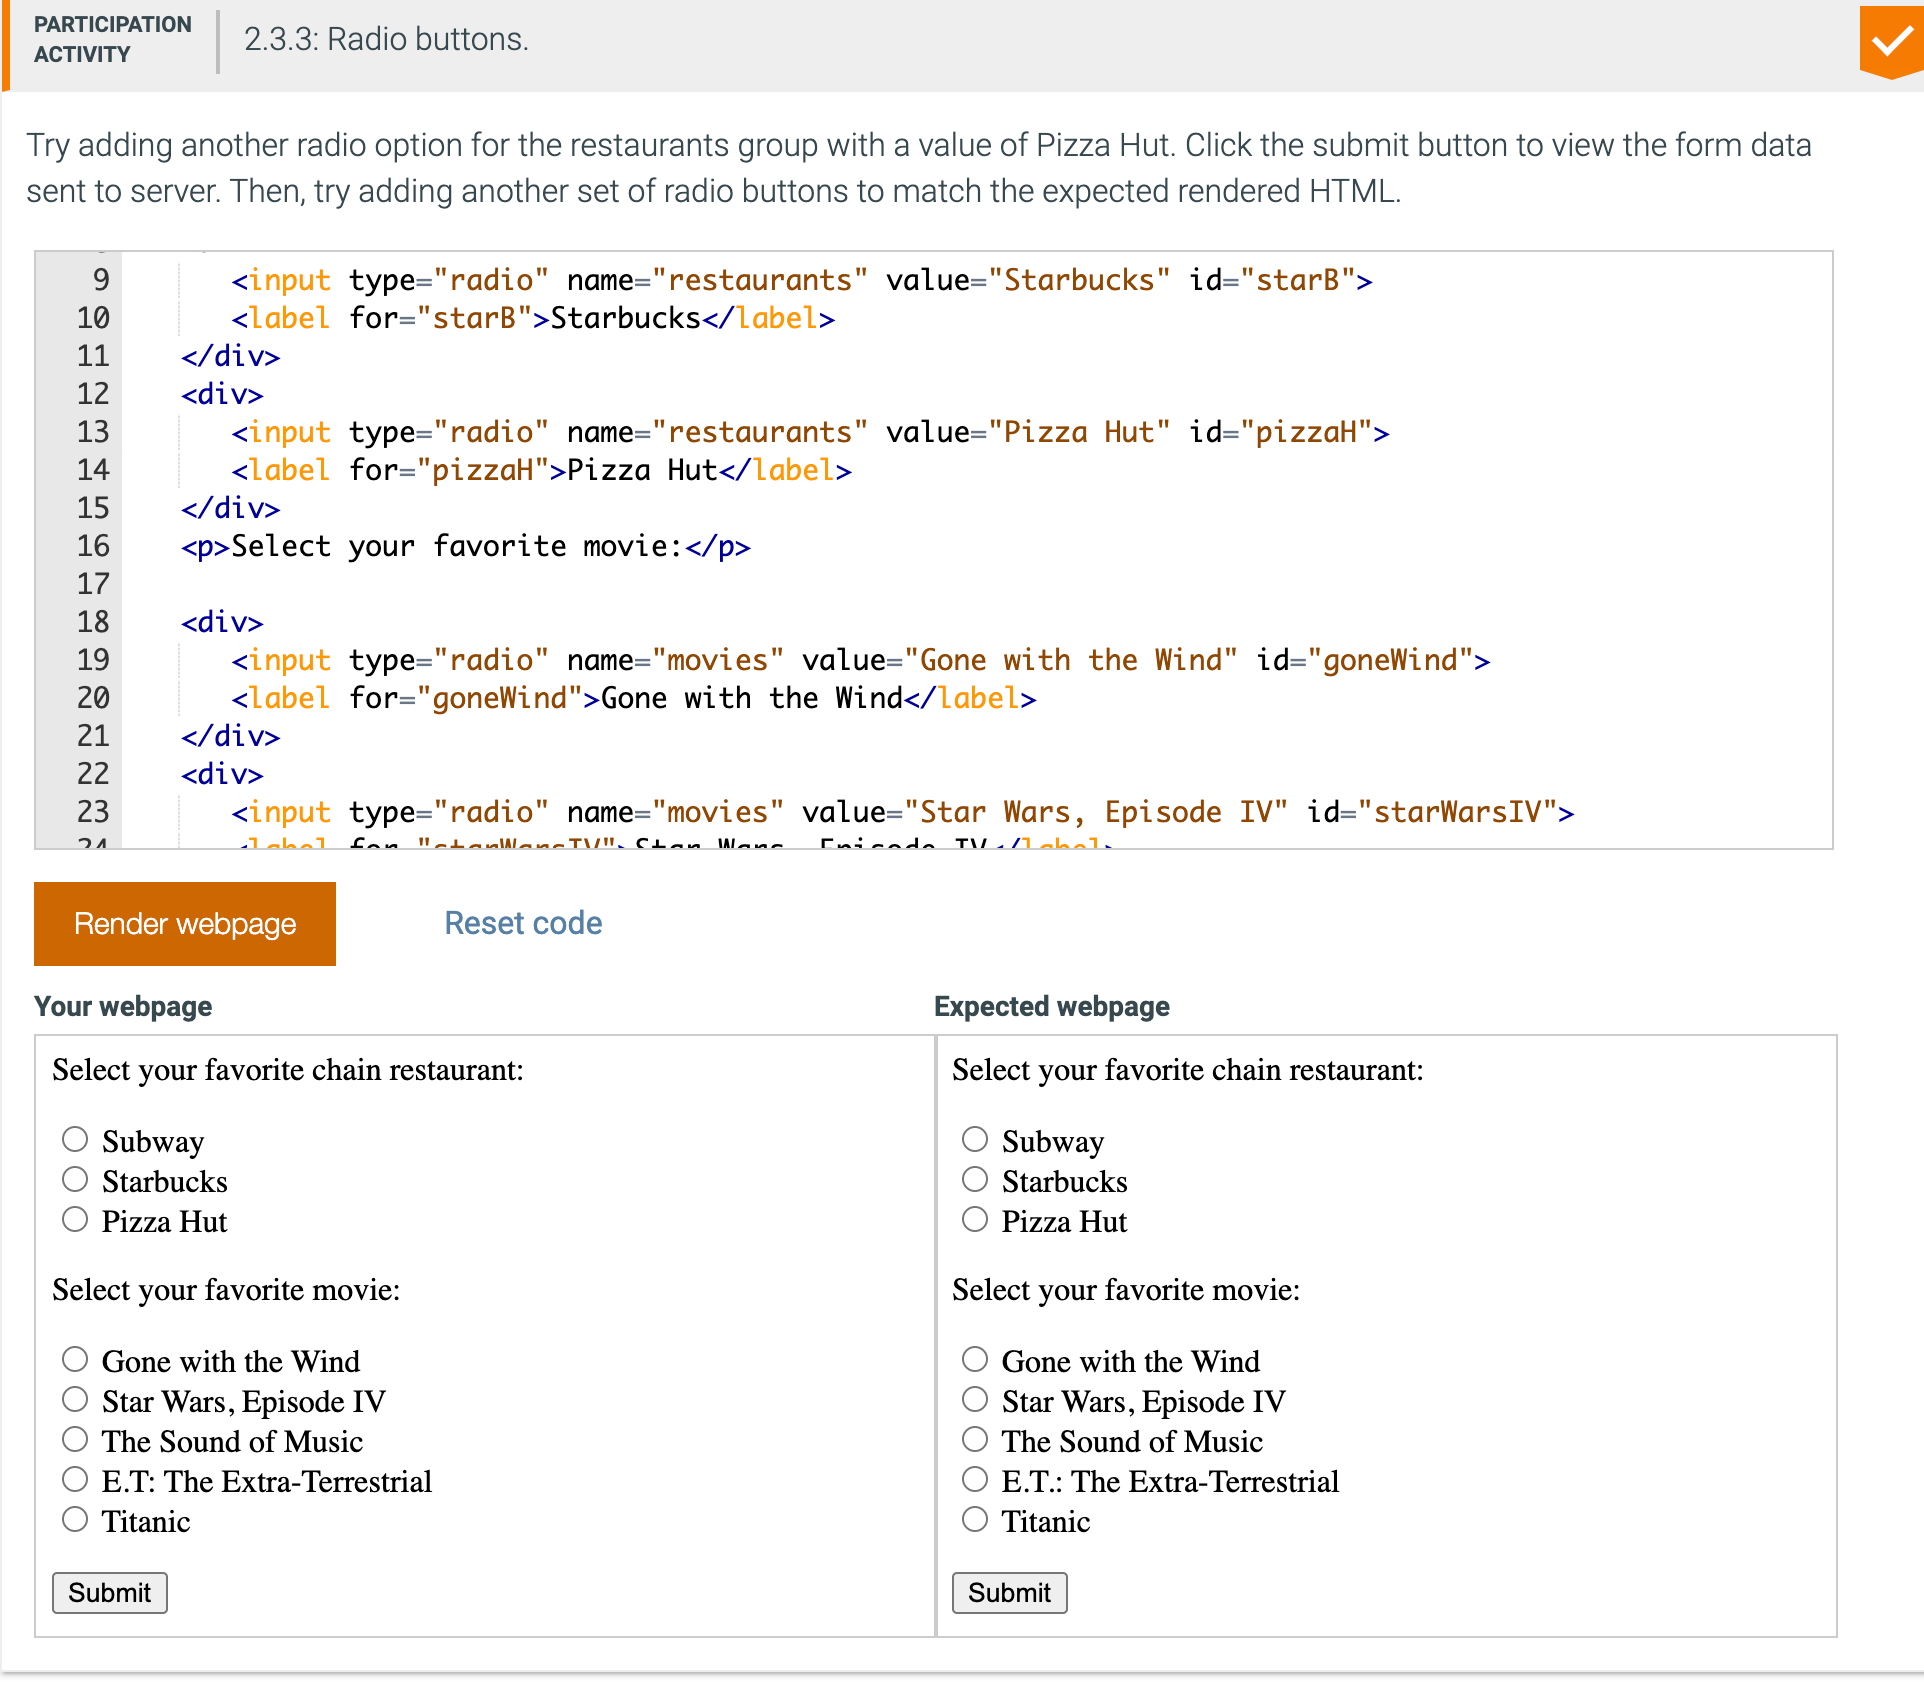 PARTICIPATION
ACTIVITY
2.3.3: Radio buttons.
Try adding another radio option for the restaurants group with a value of Pizza Hut. Click the submit button to view the form data
sent to server. Then, try adding another set of radio buttons to match the expected rendered HTML.
9 <input type="radio" name="restaurants" value="Starbucks" id="starB">
10 <label for="starB">Starbucks</label>
11 </div>
12 <div>
13 <input type="radio" name="restaurants" value="Pizza Hut" id="pizzaH">
14 <label for="pizzaH">Pizza Hut</label>
15 </div>
16 <p>Select your favorite movie:</p>
17
18 <div>
19 <input type="radio" name="movies" value="Gone with the Wind" id="goneWind">
20 <label for="goneWind">Gone with the Wind</label>
21 </div>
22 <div>
23 <input type="radio" name="movies" value="Star Wars, Episode IV" id="starWarsIV">
24 <label for="starWarsIV">Star Wars, Episode IV</label>
Render webpage
Reset code
Your webpage
Select your favorite chain restaurant:
Subway
Starbucks
Pizza Hut
Select your favorite movie:
Gone with the Wind
Star Wars, Episode IV
The Sound of Music
E.T: The Extra-Terrestrial
Titanic
Submit
Expected webpage
Select your favorite chain restaurant:
Subway
Starbucks
Pizza Hut
Select your favorite movie:
Gone with the Wind
Star Wars, Episode IV
The Sound of Music
E.T.: The Extra-Terrestrial
Titanic
Submit